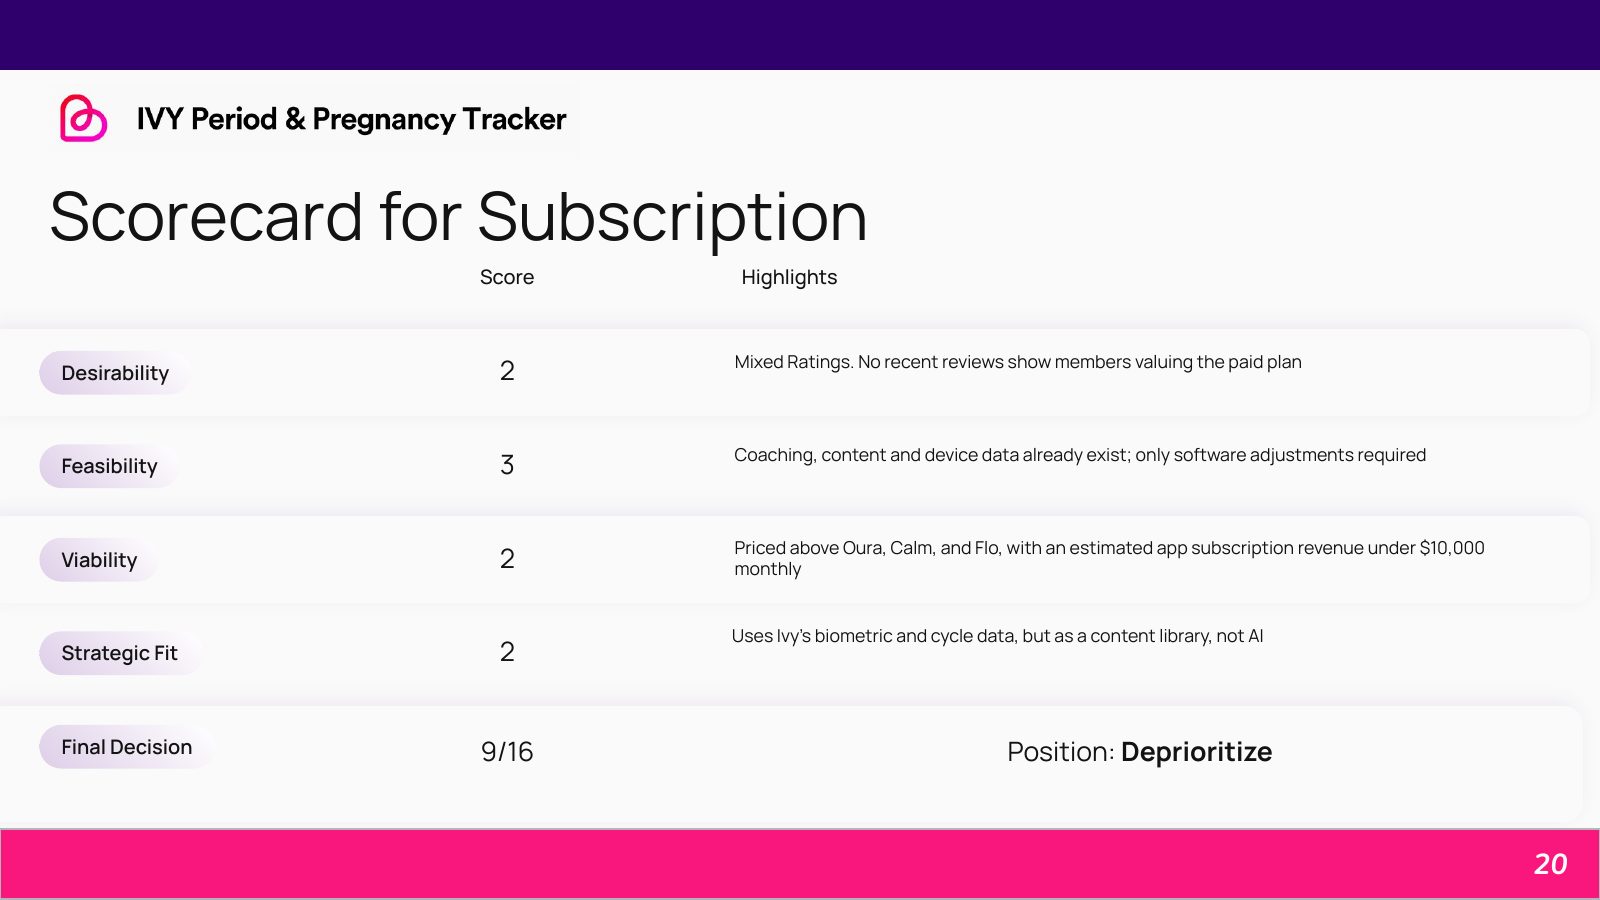 IVY Period & Pregnancy Tracker
Scorecard for Subscription
Score Highlights
Desirability 2 Mixed Ratings. No recent reviews show members valuing the paid plan
Feasibility 3 Coaching, content and device data already exist; only software adjustments required
Viability 2 Priced above Oura, Calm, and Flo, with an estimated app subscription revenue under $10,000
monthly
Strategic Fit 2 Uses Ivy's biometric and cycle data, but as a content library, not AI
Final Decision 9/16 Position: Deprioritize
20